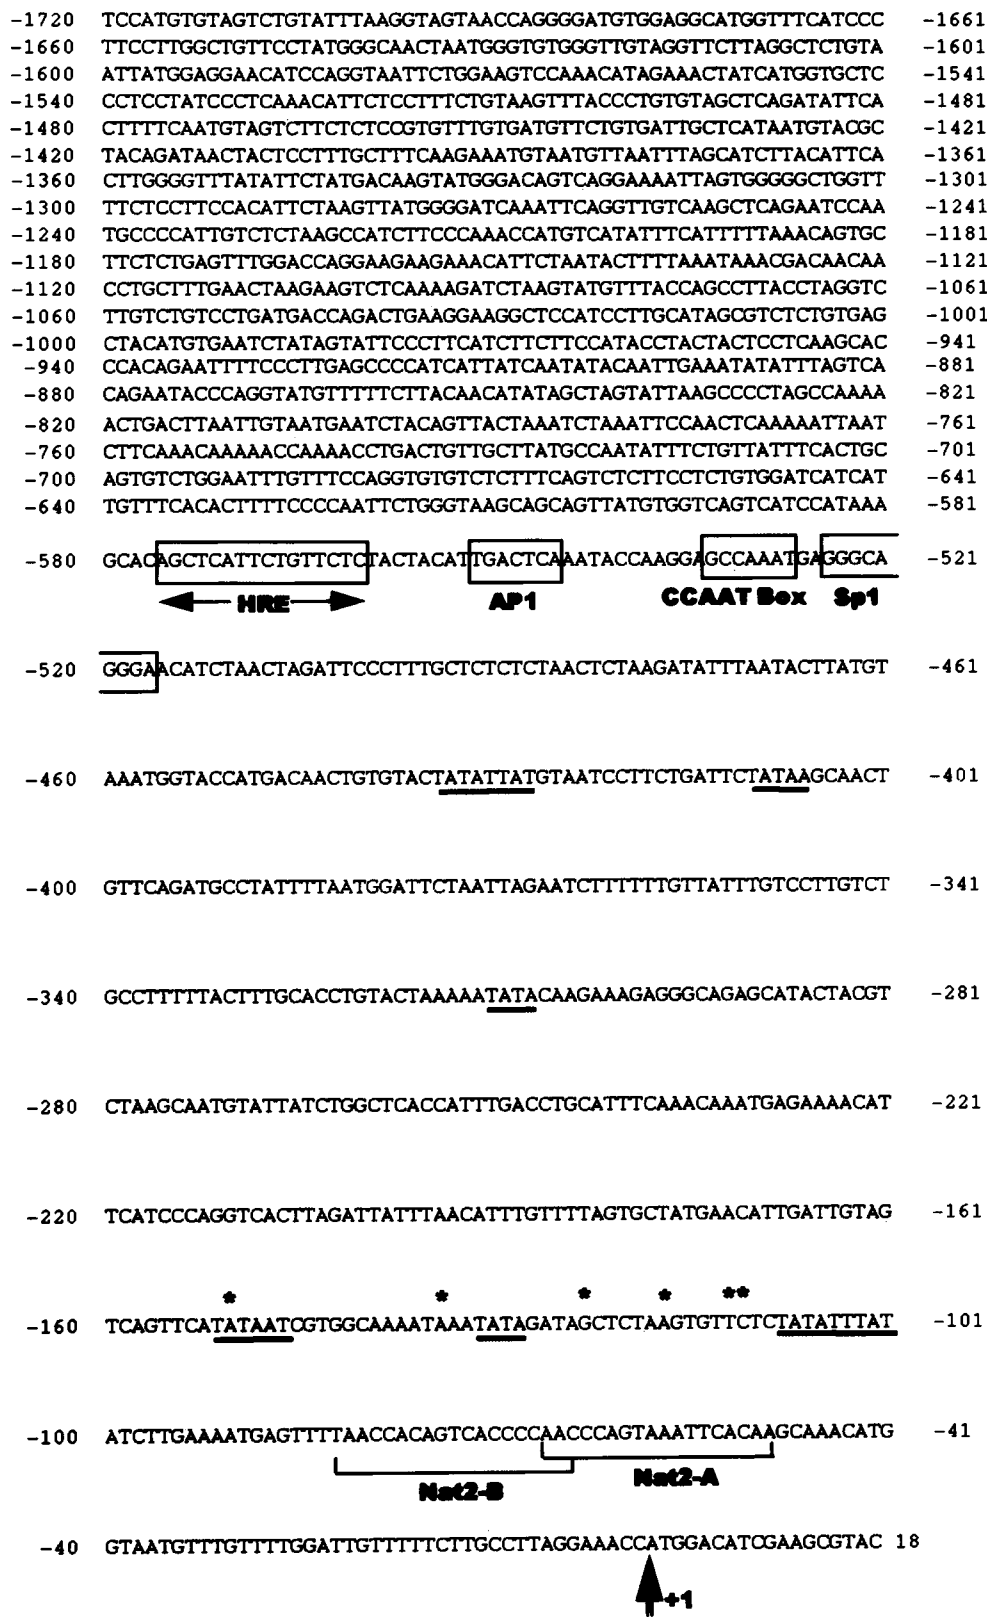 -1720 TCCATGTGTAGTCTGTATTTAAGGTAGTAACCAGGGGATGTGGAGGCATGGTTTCATCCC -1661
-1660 TTCCTTGGCTGTTCCTATGGGCAACTAATGGGTGTGGGTTGTAGGTTCTTAGGCTCTGTA -1601
-1600 ATTATGGAGGAACATCCAGGTAATTCTGGAAGTCCAAACATAGAAACTATCATGGTGCTC -1541
-1540 CCTCCTATCCCTCAAACATTCTCCTTTCTGTAAGTTTACCCTGTGTAGCTCAGATATTCA -1481
-1480 CTTTTCAATGTAGTCTTCTCTCCGTGTTTGTGATGTTCTGTGATTGCTCATAATGTACGC -1421
-1420 TACAGATAACTACTCCTTTGCTTTCAAGAAATGTAATGTTAATTTAGCATCTTACATTCA -1361
-1360 CTTGGGGTTTATATTCTATGACAAGTATGGGACAGTCAGGAAAATTAGTGGGGGCTGGTT -1301
-1300 TTCTCCTTCCACATTCTAAGTTATGGGGATCAAATTCAGGTTGTCAAGCTCAGAATCCAA -1241
-1240 TGCCCCATTGTCTCTAAGCCATCTTCCCAAACCATGTCATATTTCATTTTTAAACAGTGC -1181
-1180 TTCTCTGAGTTTGGACCAGGAAGAAGAAACATTCTAATACTTTTAAATAAACGACAACAA -1121
-1120 CCTGCTTTGAACTAAGAAGTCTCAAAAGATCTAAGTATGTTTACCAGCCTTACCTAGGTC -1061
-1060 TTGTCTGTCCTGATGACCAGACTGAAGGAAGGCTCCATCCTTGCATAGCGTCTCTGTGAG -1001
-1000 CTACATGTGAATCTATAGTATTCCCTTCATCTTCTTCCATACCTACTACTCCTCAAGCAC -941
-940 CCACAGAATTTTCCCTTGAGCCCCATCATTATCAATATACAATTGAAATATATTTAGTCA -881
-880 CAGAATACCCAGGTATGTTTTTCTTACAACATATAGCTAGTATTAAGCCCCTAGCCAAAA -821
-820 ACTGACTTAATTGTAATGAATCTACAGTTACTAAATCTAAATTCCAACTCAAAAATTAAT -761
-760 CTTCAAACAAAAACCAAAACCTGACTGTTGCTTATGCCAATATTTCTGTTATTTCACTGC -701
-700 AGTGTCTGGAATTTGTTTCCAGGTGTGTCTCTTTCAGTCTCTTCCTCTGTGGATCATCAT -641
-640 TGTTTCACACTTTTCCCCAATTCTGGGTAAGCAGCAGTTATGTGGTCAGTCATCCATAAA -581
-580 GCACAGCTCATTCTGTTCTCTACTACATTGACTCAAATACCAAGGAGCCAAATGAGGGCA -521
HRE AP1 CCAAT Box Sp1
-520 GGGAACATCTAACTAGATTCCCTTTGCTCTCTCTAACTCTAAGATATTTAATACTTATGT -461
-460 AAATGGTACCATGACAACTGTGTACTATATTATGTAATCCTTCTGATTCTATAAGCAACT -401
-400 GTTCAGATGCCTATTTTAATGGATTCTAATTAGAATCTTTTTTGTTATTTGTCCTTGTCT -341
-340 GCCTTTTTACTTTGCACCTGTACTAAAAATATACAAGAAAGAGGGCAGAGCATACTACGT -281
-280 CTAAGCAATGTATTATCTGGCTCACCATTTGACCTGCATTTCAAACAAATGAGAAAACAT -221
-220 TCATCCCAGGTCACTTAGATTATTTAACATTTGTTTTAGTGCTATGAACATTGATTGTAG -161
* * * * **
-160 TCAGTTCATATAATCGTGGCAAAATAAATATAGATAGCTCTAAGTGTTCTCTATATTTAT -101
-100 ATCTTGAAAATGAGTTTTAACCACAGTCACCCCAACCCAGTAAATTCACAAGCAAACATG -41
Nat2-B Nat2-A
-40 GTAATGTTTGTTTTGGATTGTTTTTCTTGCCTTAGGAAACCATGGACATCGAAGCGTAC 18
+1